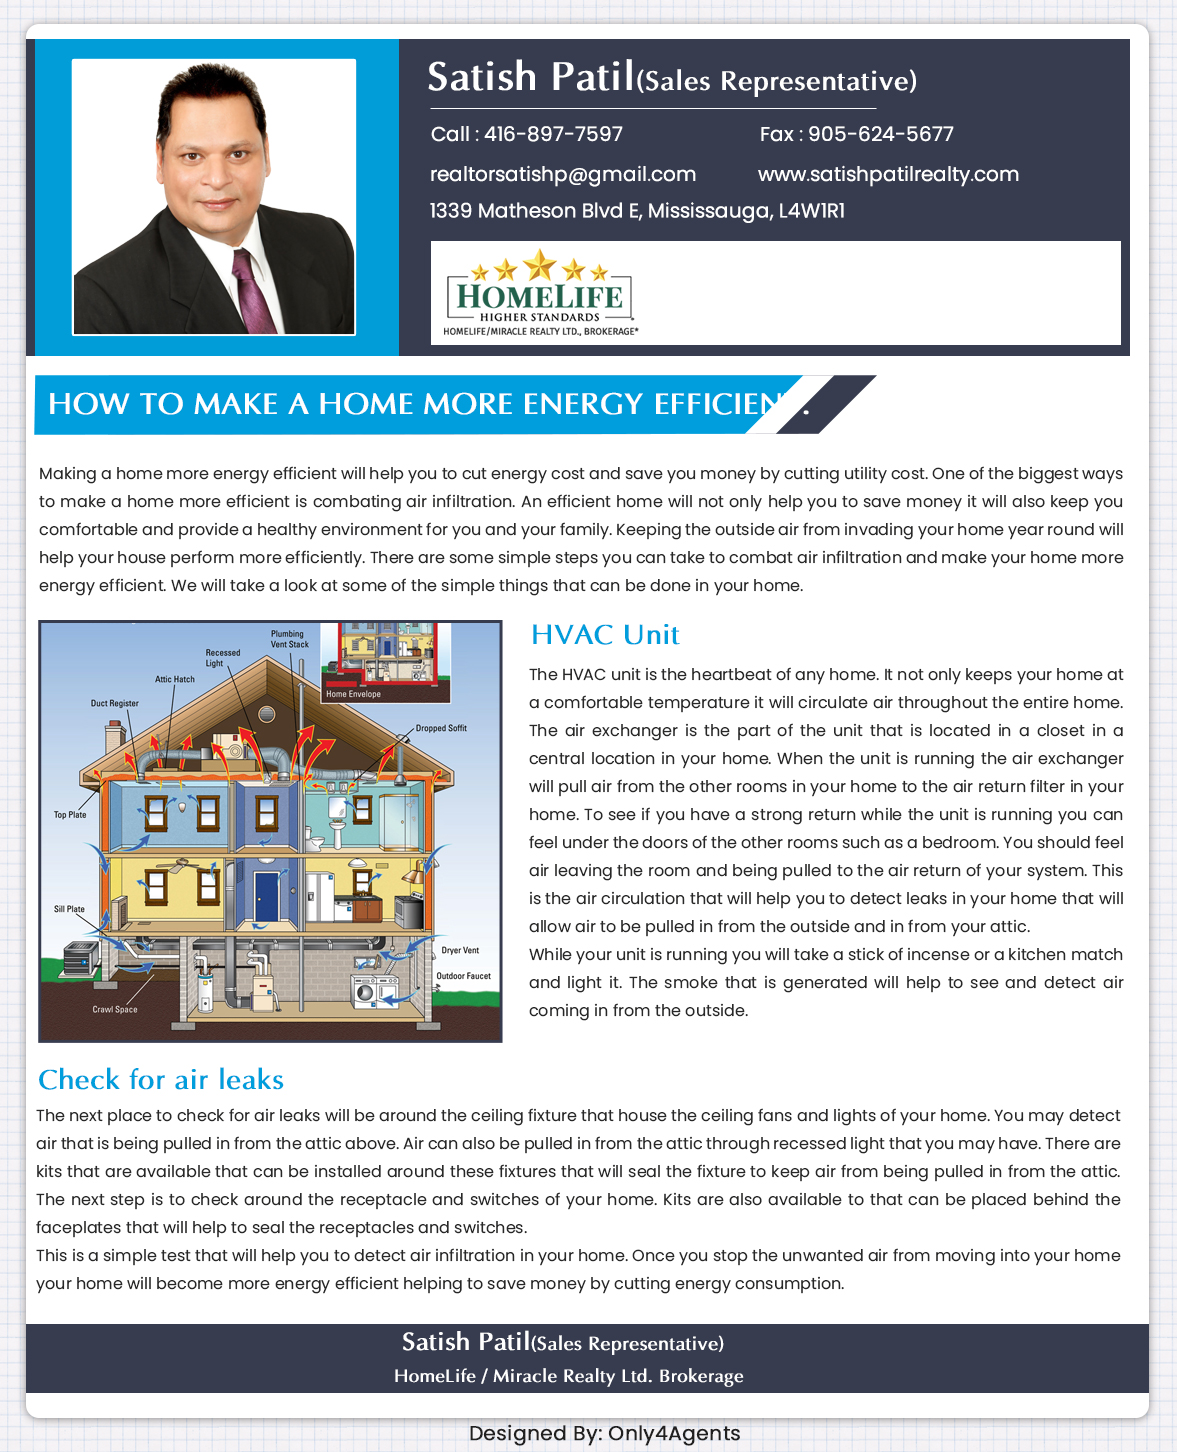 Satish Patil(Sales Representative)
Call : 416-897-7597
Fax : 905-624-5677
realtorsatishp@gmail.com
www.satishpatilrealty.com
1339 Matheson Blvd E, Mississauga, L4W1R1
HOMELIFE
HIGHER STANDARDS
HOMELIFE/MIRACLE REALTY LTD., BROKERAGE*
HOW TO MAKE A HOME MORE ENERGY EFFICIENT.
Making a home more energy efficient will help you to cut energy cost and save you money by cutting utility cost. One of the biggest ways
to make a home more efficient is combating air infiltration. An efficient home will not only help you to save money it will also keep you
comfortable and provide a healthy environment for you and your family. Keeping the outside air from invading your home year round will
help your house perform more efficiently. There are some simple steps you can take to combat air infiltration and make your home more
energy efficient. We will take a look at some of the simple things that can be done in your home.
Plumbing
Vent Stack
Recessed
Light
Attic Hatch
Duct Register
Home Envelope
Dropped Soffit
Top Plate
Sill Plate
Dryer Vent
Outdoor Faucet
Crawl Space
HVAC Unit
The HVAC unit is the heartbeat of any home. It not only keeps your home at
a comfortable temperature it will circulate air throughout the entire home.
The air exchanger is the part of the unit that is located in a closet in a
central location in your home. When the unit is running the air exchanger
will pull air from the other rooms in your home to the air return filter in your
home. To see if you have a strong return while the unit is running you can
feel under the doors of the other rooms such as a bedroom. You should feel
air leaving the room and being pulled to the air return of your system. This
is the air circulation that will help you to detect leaks in your home that will
allow air to be pulled in from the outside and in from your attic.
While your unit is running you will take a stick of incense or a kitchen match
and light it. The smoke that is generated will help to see and detect air
coming in from the outside.
Check for air leaks
The next place to check for air leaks will be around the ceiling fixture that house the ceiling fans and lights of your home. You may detect
air that is being pulled in from the attic above. Air can also be pulled in from the attic through recessed light that you may have. There are
kits that are available that can be installed around these fixtures that will seal the fixture to keep air from being pulled in from the attic.
The next step is to check around the receptacle and switches of your home. Kits are also available to that can be placed behind the
faceplates that will help to seal the receptacles and switches.
This is a simple test that will help you to detect air infiltration in your home. Once you stop the unwanted air from moving into your home
your home will become more energy efficient helping to save money by cutting energy consumption.
Satish Patil(Sales Representative)
HomeLife / Miracle Realty Ltd. Brokerage
Designed By: Only4Agents